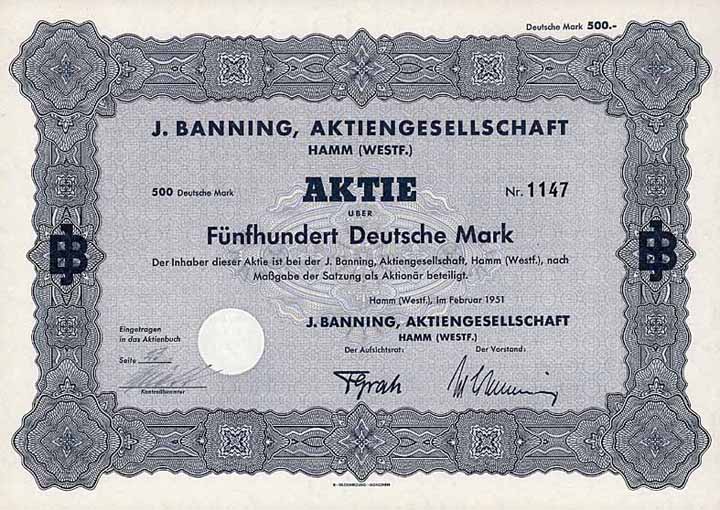 Deutsche Mark 500.-
J. BANNING, AKTIENGESELLSCHAFT
HAMM (WESTF.)
500 Deutsche Mark AKTIE Nr. 1147
ÜBER
Fünfhundert Deutsche Mark
Der Inhaber dieser Aktie ist bei der J. Banning, Aktiengesellschaft, Hamm (Westf.), nach
Maßgabe der Satzung als Aktionär beteiligt.
Hamm (Westf.), im Februar 1951
J. BANNING, AKTIENGESELLSCHAFT
HAMM (WESTF.)
Eingetragen
in das Aktienbuch
Seite
Kontrollbeamter
Der Aufsichtsrat: Der Vorstand:
JB
JB